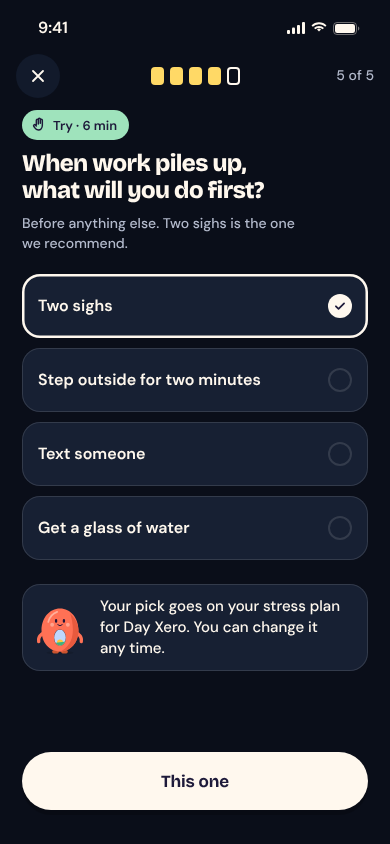 9:41
5 of 5
Try · 6 min
When work piles up,
what will you do first?
Before anything else. Two sighs is the one
we recommend.
Two sighs
Step outside for two minutes
Text someone
Get a glass of water
Your pick goes on your stress plan
for Day Xero. You can change it
any time.
This one